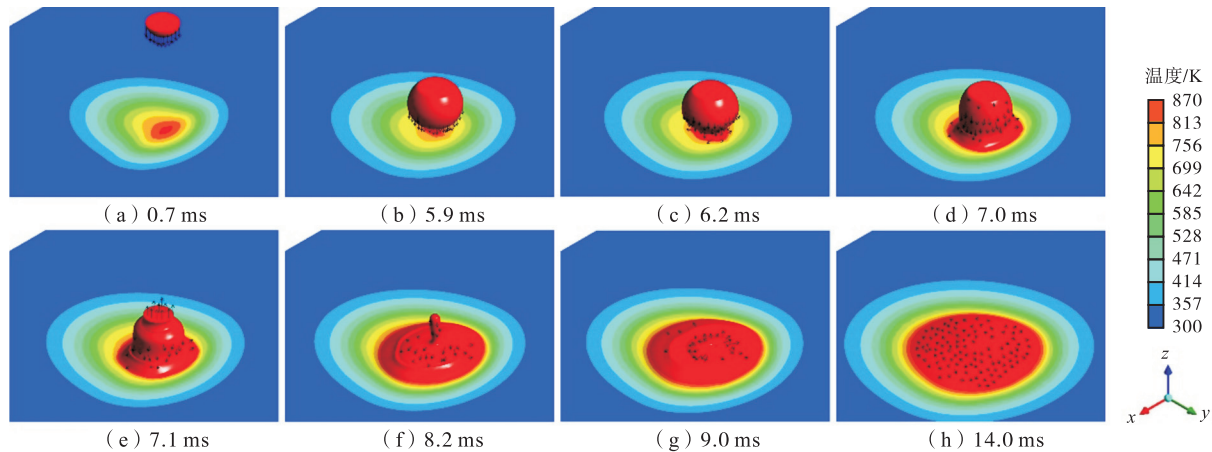 温度/K
870
813
756
699
642
585
528
471
414
357
300
(a) 0.7 ms
(b) 5.9 ms
(c) 6.2 ms
(d) 7.0 ms
z
x
y
(e) 7.1 ms
(f) 8.2 ms
(g) 9.0 ms
(h) 14.0 ms